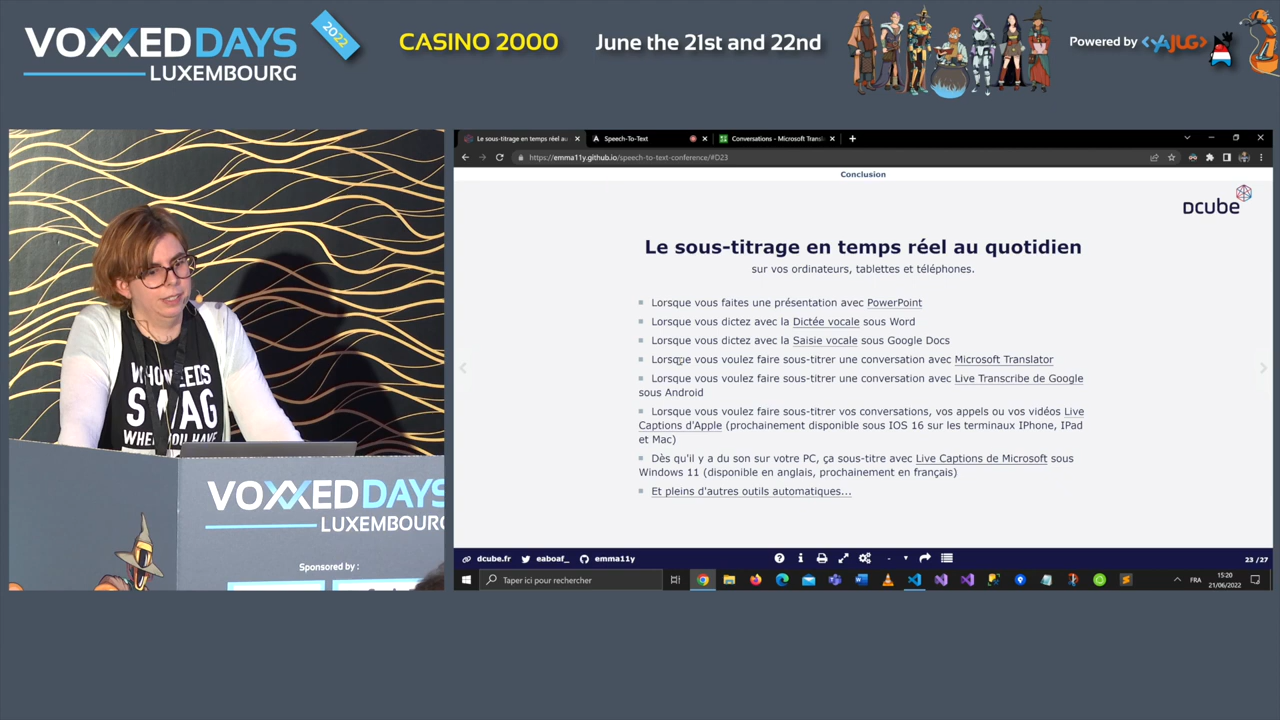 VOXXED DAYS
2022
LUXEMBOURG
CASINO 2000
June the 21st and 22nd
Powered by <YAJUG>
Le sous-titrage en temps réel au
Speech-To-Text
Conversations - Microsoft Transl
https://emma11y.github.io/speech-to-text-conference/#D23
Conclusion
DCUBE
Le sous-titrage en temps réel au quotidien
sur vos ordinateurs, tablettes et téléphones.
Lorsque vous faites une présentation avec PowerPoint
Lorsque vous dictez avec la Dictée vocale sous Word
Lorsque vous dictez avec la Saisie vocale sous Google Docs
Lorsque vous voulez faire sous-titrer une conversation avec Microsoft Translator
Lorsque vous voulez faire sous-titrer une conversation avec Live Transcribe de Google
sous Android
Lorsque vous voulez faire sous-titrer vos conversations, vos appels ou vos vidéos Live
Captions d'Apple (prochainement disponible sous IOS 16 sur les terminaux IPhone, IPad
et Mac)
Dès qu'il y a du son sur votre PC, ça sous-titre avec Live Captions de Microsoft sous
Windows 11 (disponible en anglais, prochainement en français)
Et pleins d'autres outils automatiques...
dcube.fr eaboaf_ emma11y
23 /27
Taper ici pour rechercher
FRA
15:20
21/06/2022
WHO NEEDS
SWAG
WHEN YOU HAVE
VOXXED DAYS
LUXEMBOURG
Sponsored by :